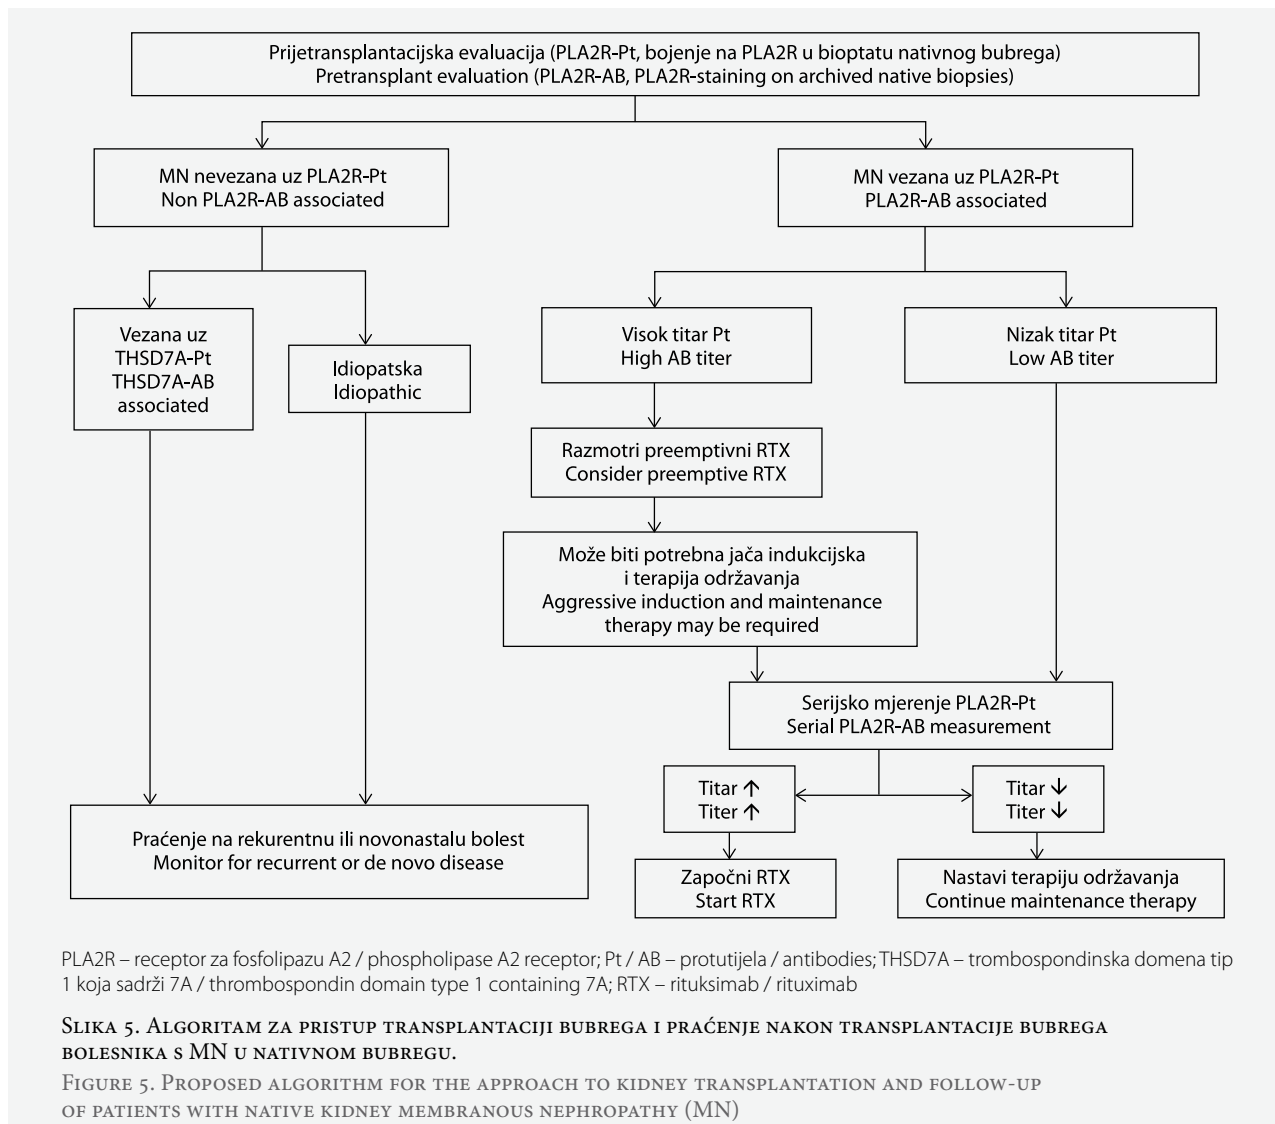 Prijetransplantacijska evaluacija (PLA2R-Pt, bojenje na PLA2R u bioptatu nativnog bubrega)
Pretransplant evaluation (PLA2R-AB, PLA2R-staining on archived native biopsies)
MN nevezana uz PLA2R-Pt
Non PLA2R-AB associated
MN vezana uz PLA2R-Pt
PLA2R-AB associated
Vezana uz
THSD7A-Pt
THSD7A-AB
associated
Idiopatska
Idiopathic
Visok titar Pt
High AB titer
Nizak titar Pt
Low AB titer
Razmotri preemptivni RTX
Consider preemptive RTX
Može biti potrebna jača indukcijska
i terapija održavanja
Aggressive induction and maintenance
therapy may be required
Serijsko mjerenje PLA2R-Pt
Serial PLA2R-AB measurement
Titar ↑
Titer ↑
Titar ↓
Titer ↓
Praćenje na rekurentnu ili novonastalu bolest
Monitor for recurrent or de novo disease
Započni RTX
Start RTX
Nastavi terapiju održavanja
Continue maintenance therapy
PLA2R – receptor za fosfolipazu A2 / phospholipase A2 receptor; Pt / AB – protutijela / antibodies; THSD7A – trombospondinska domena tip
1 koja sadrži 7A / thrombospondin domain type 1 containing 7A; RTX – rituksimab / rituximab
Slika 5. Algoritam za pristup transplantaciji bubrega i praćenje nakon transplantacije bubrega
bolesnika s MN u nativnom bubregu.
Figure 5. Proposed algorithm for the approach to kidney transplantation and follow-up
of patients with native kidney membranous nephropathy (MN)